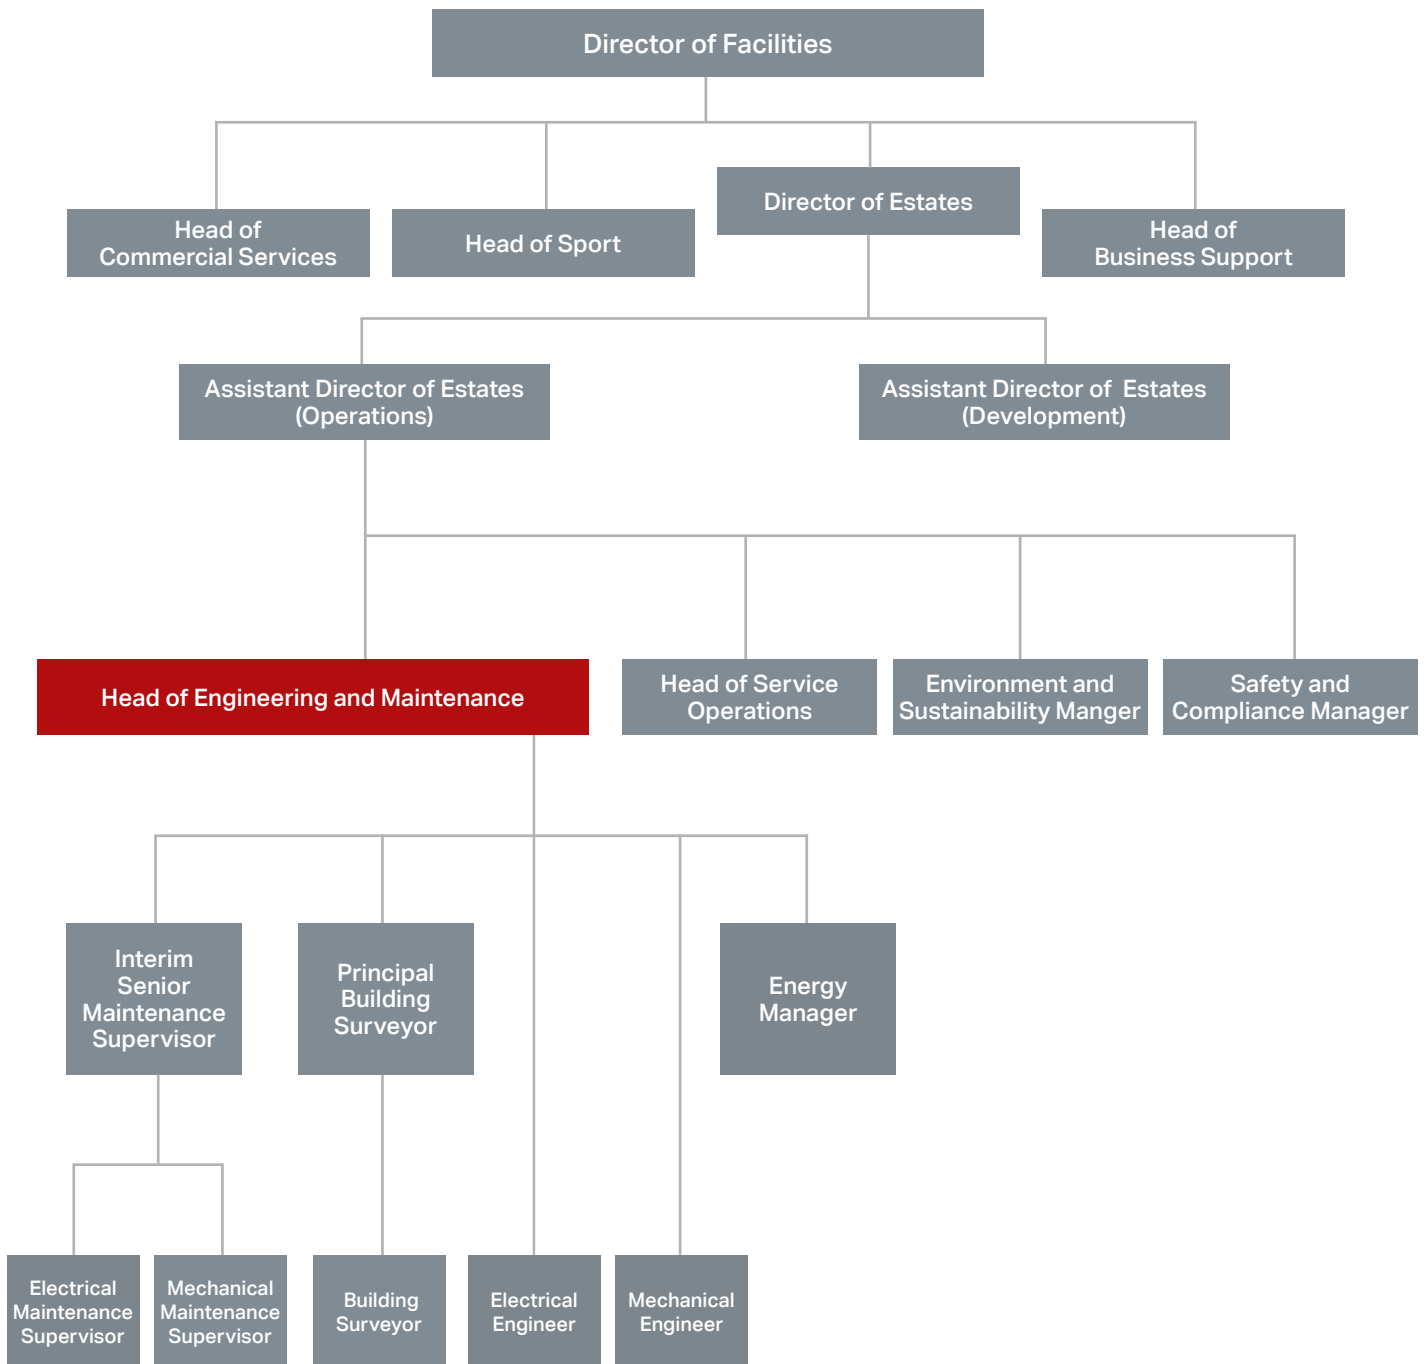 Director of Facilities
Head of
Commercial Services
Head of Sport
Director of Estates
Head of
Business Support
Assistant Director of Estates
(Operations)
Assistant Director of  Estates
(Development)
Head of Engineering and Maintenance
Head of Service
Operations
Environment and
Sustainability Manger
Safety and
Compliance Manager
Interim
Senior
Maintenance
Supervisor
Principal
Building
Surveyor
Energy
Manager
Electrical
Maintenance
Supervisor
Mechanical
Maintenance
Supervisor
Building
Surveyor
Electrical
Engineer
Mechanical
Engineer